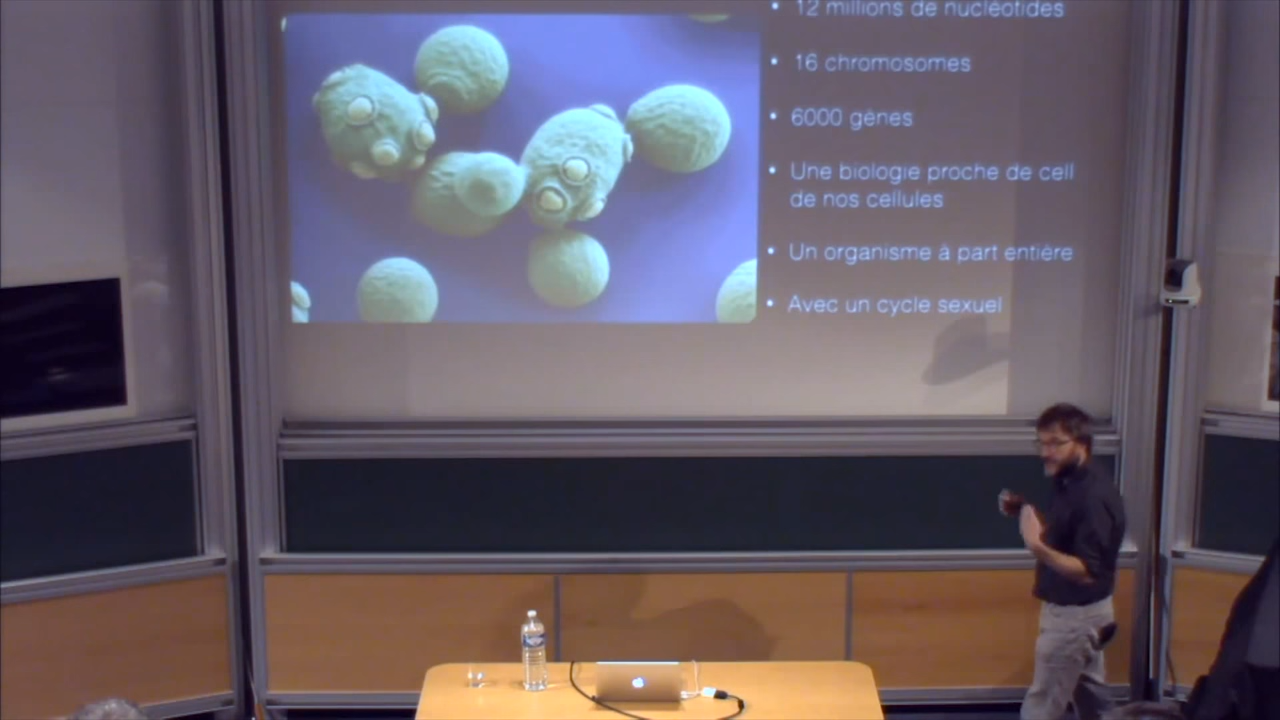 • 12 millions de nucléotides
• 16 chromosomes
• 6000 gènes
• Une biologie proche de cell
de nos cellules
• Un organisme à part entière
• Avec un cycle sexuel